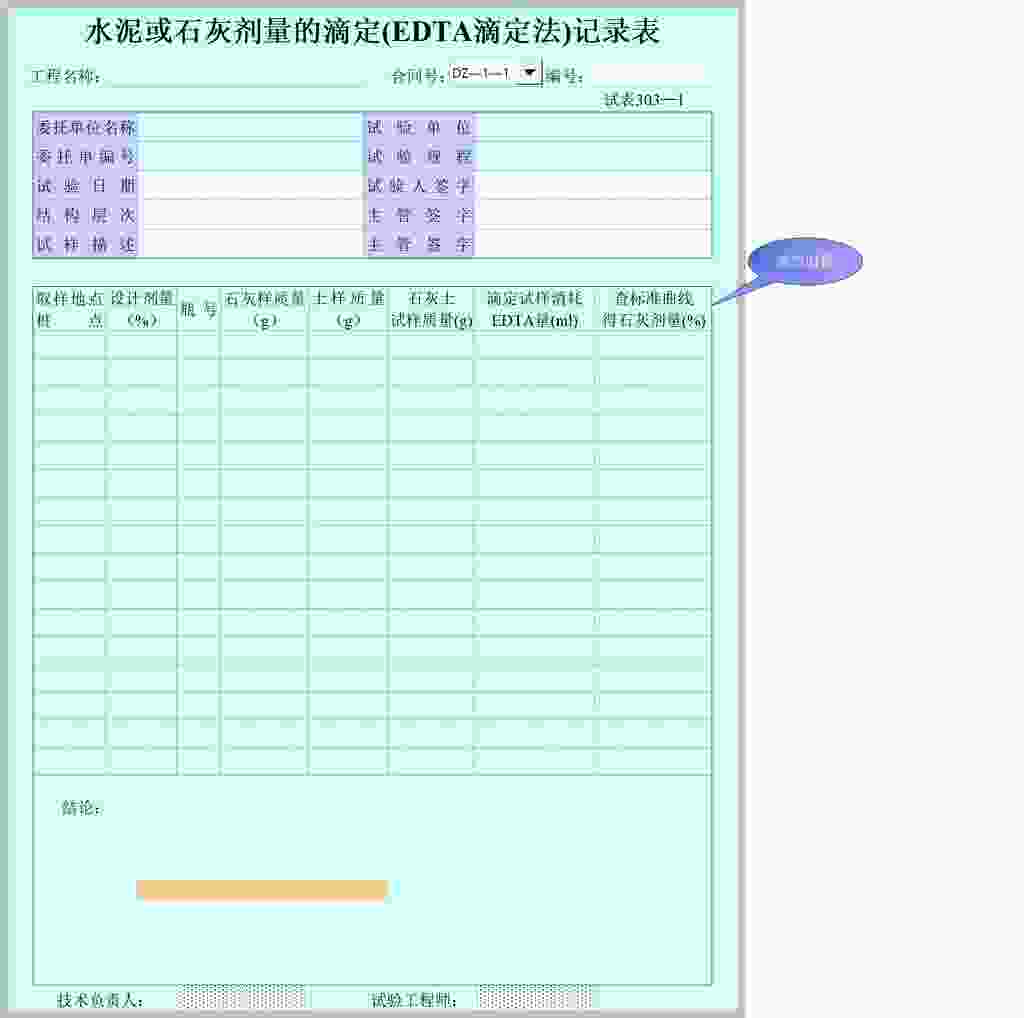 水泥或石灰剂量的滴定(EDTA滴定法)记录表
工程名称： 合同号： DZ—1—1 编号：
试表303—1
委托单位名称 试验单位
委托单编号 试验规程
试验日期 试验人签字
结构层次 主管签字
试样描述 主管签字
取样地点 设计剂量 瓶号 石灰样质量 土样质量 石灰土 滴定试样消耗 查标准曲线
桩点 （%） （g） （g） 试样质量(g) EDTA量(ml) 得石灰剂量(%)
结论：
技术负责人： 试验工程师：